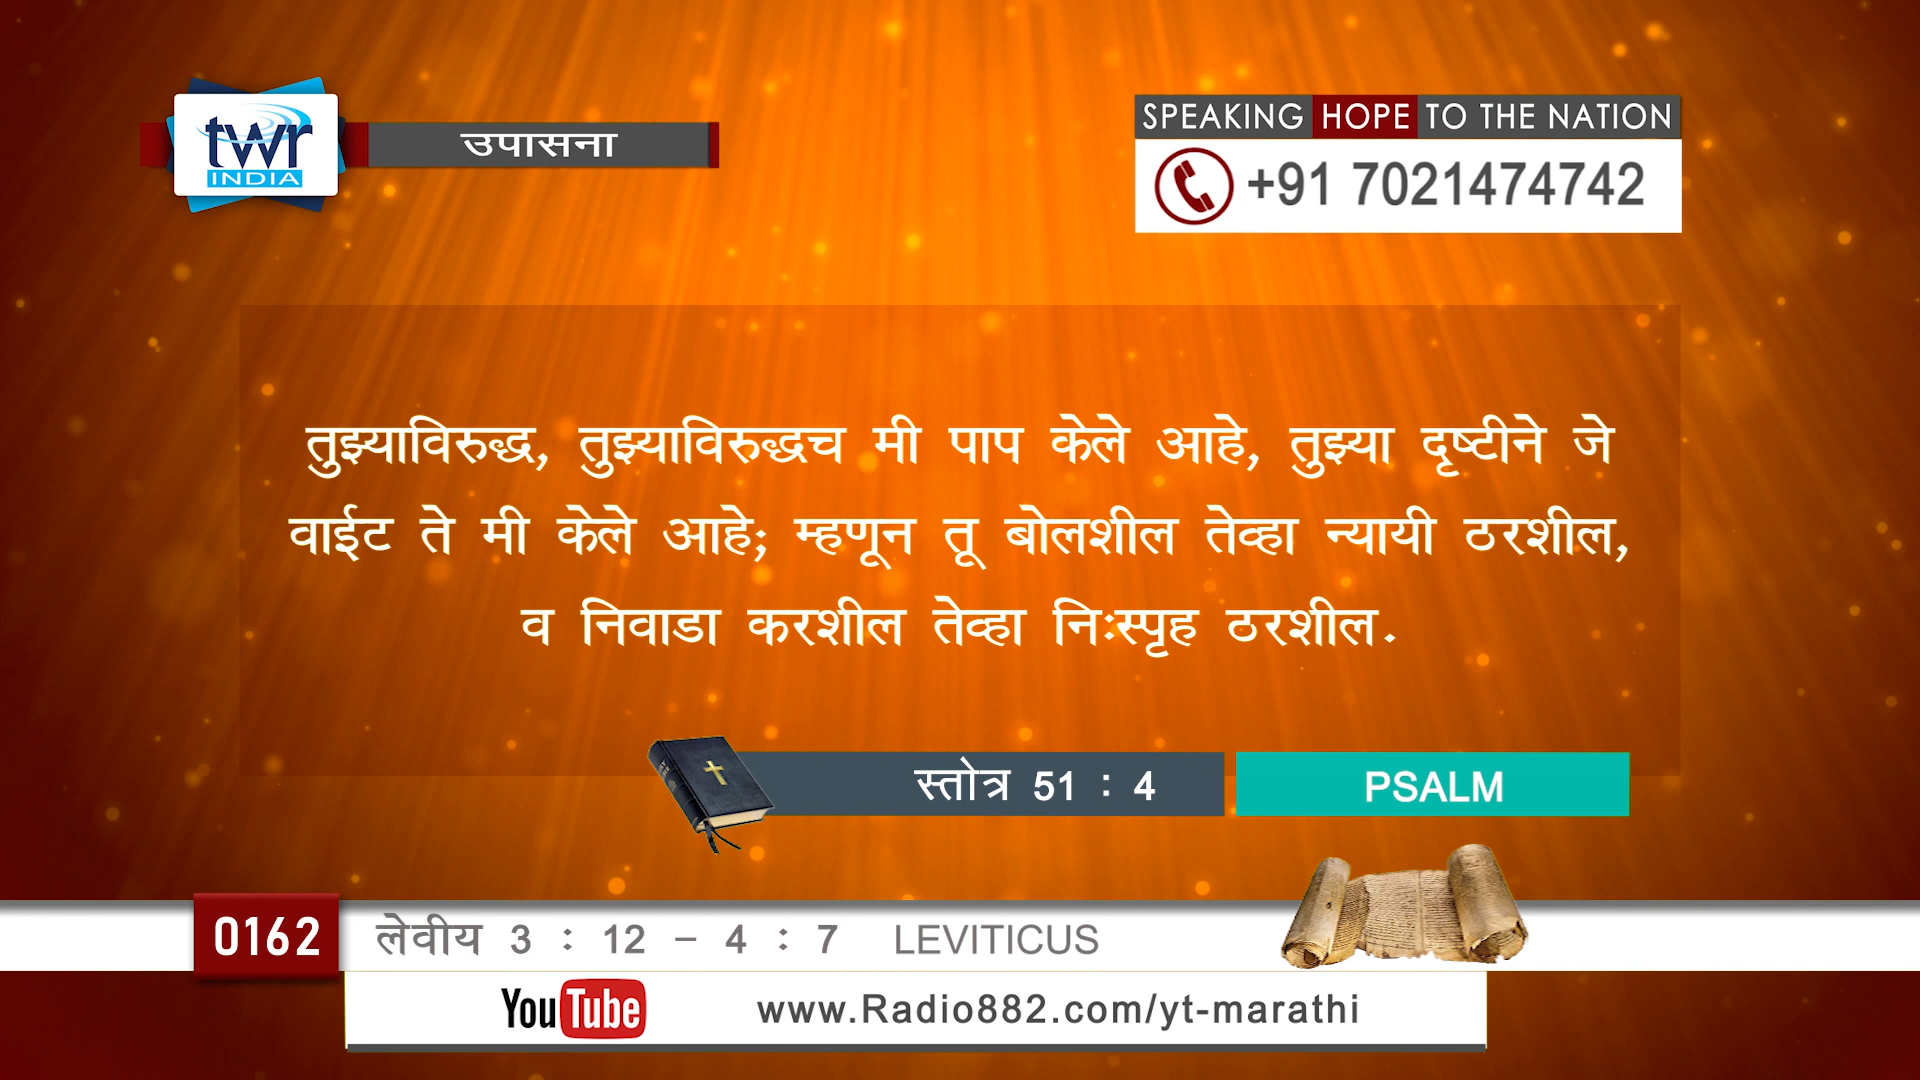 twr
INDIA
उपासना
SPEAKING HOPE TO THE NATION
+91 7021474742
तुझ्याविरुद्ध, तुझ्याविरुद्धच मी पाप केले आहे, तुझ्या दृष्टीने जे
वाईट ते मी केले आहे; म्हणून तू बोलशील तेव्हा न्यायी ठरशील,
व निवाडा करशील तेव्हा निःस्पृह ठरशील.
स्तोत्र 51 : 4 PSALM
0162 लेवीय 3 : 12 – 4 : 7 LEVITICUS
YouTube www.Radio882.com/yt-marathi